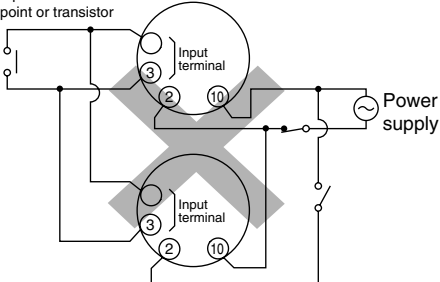 point or transistor
Input
terminal
3
2
10
Power
supply
Input
terminal
3
2
10